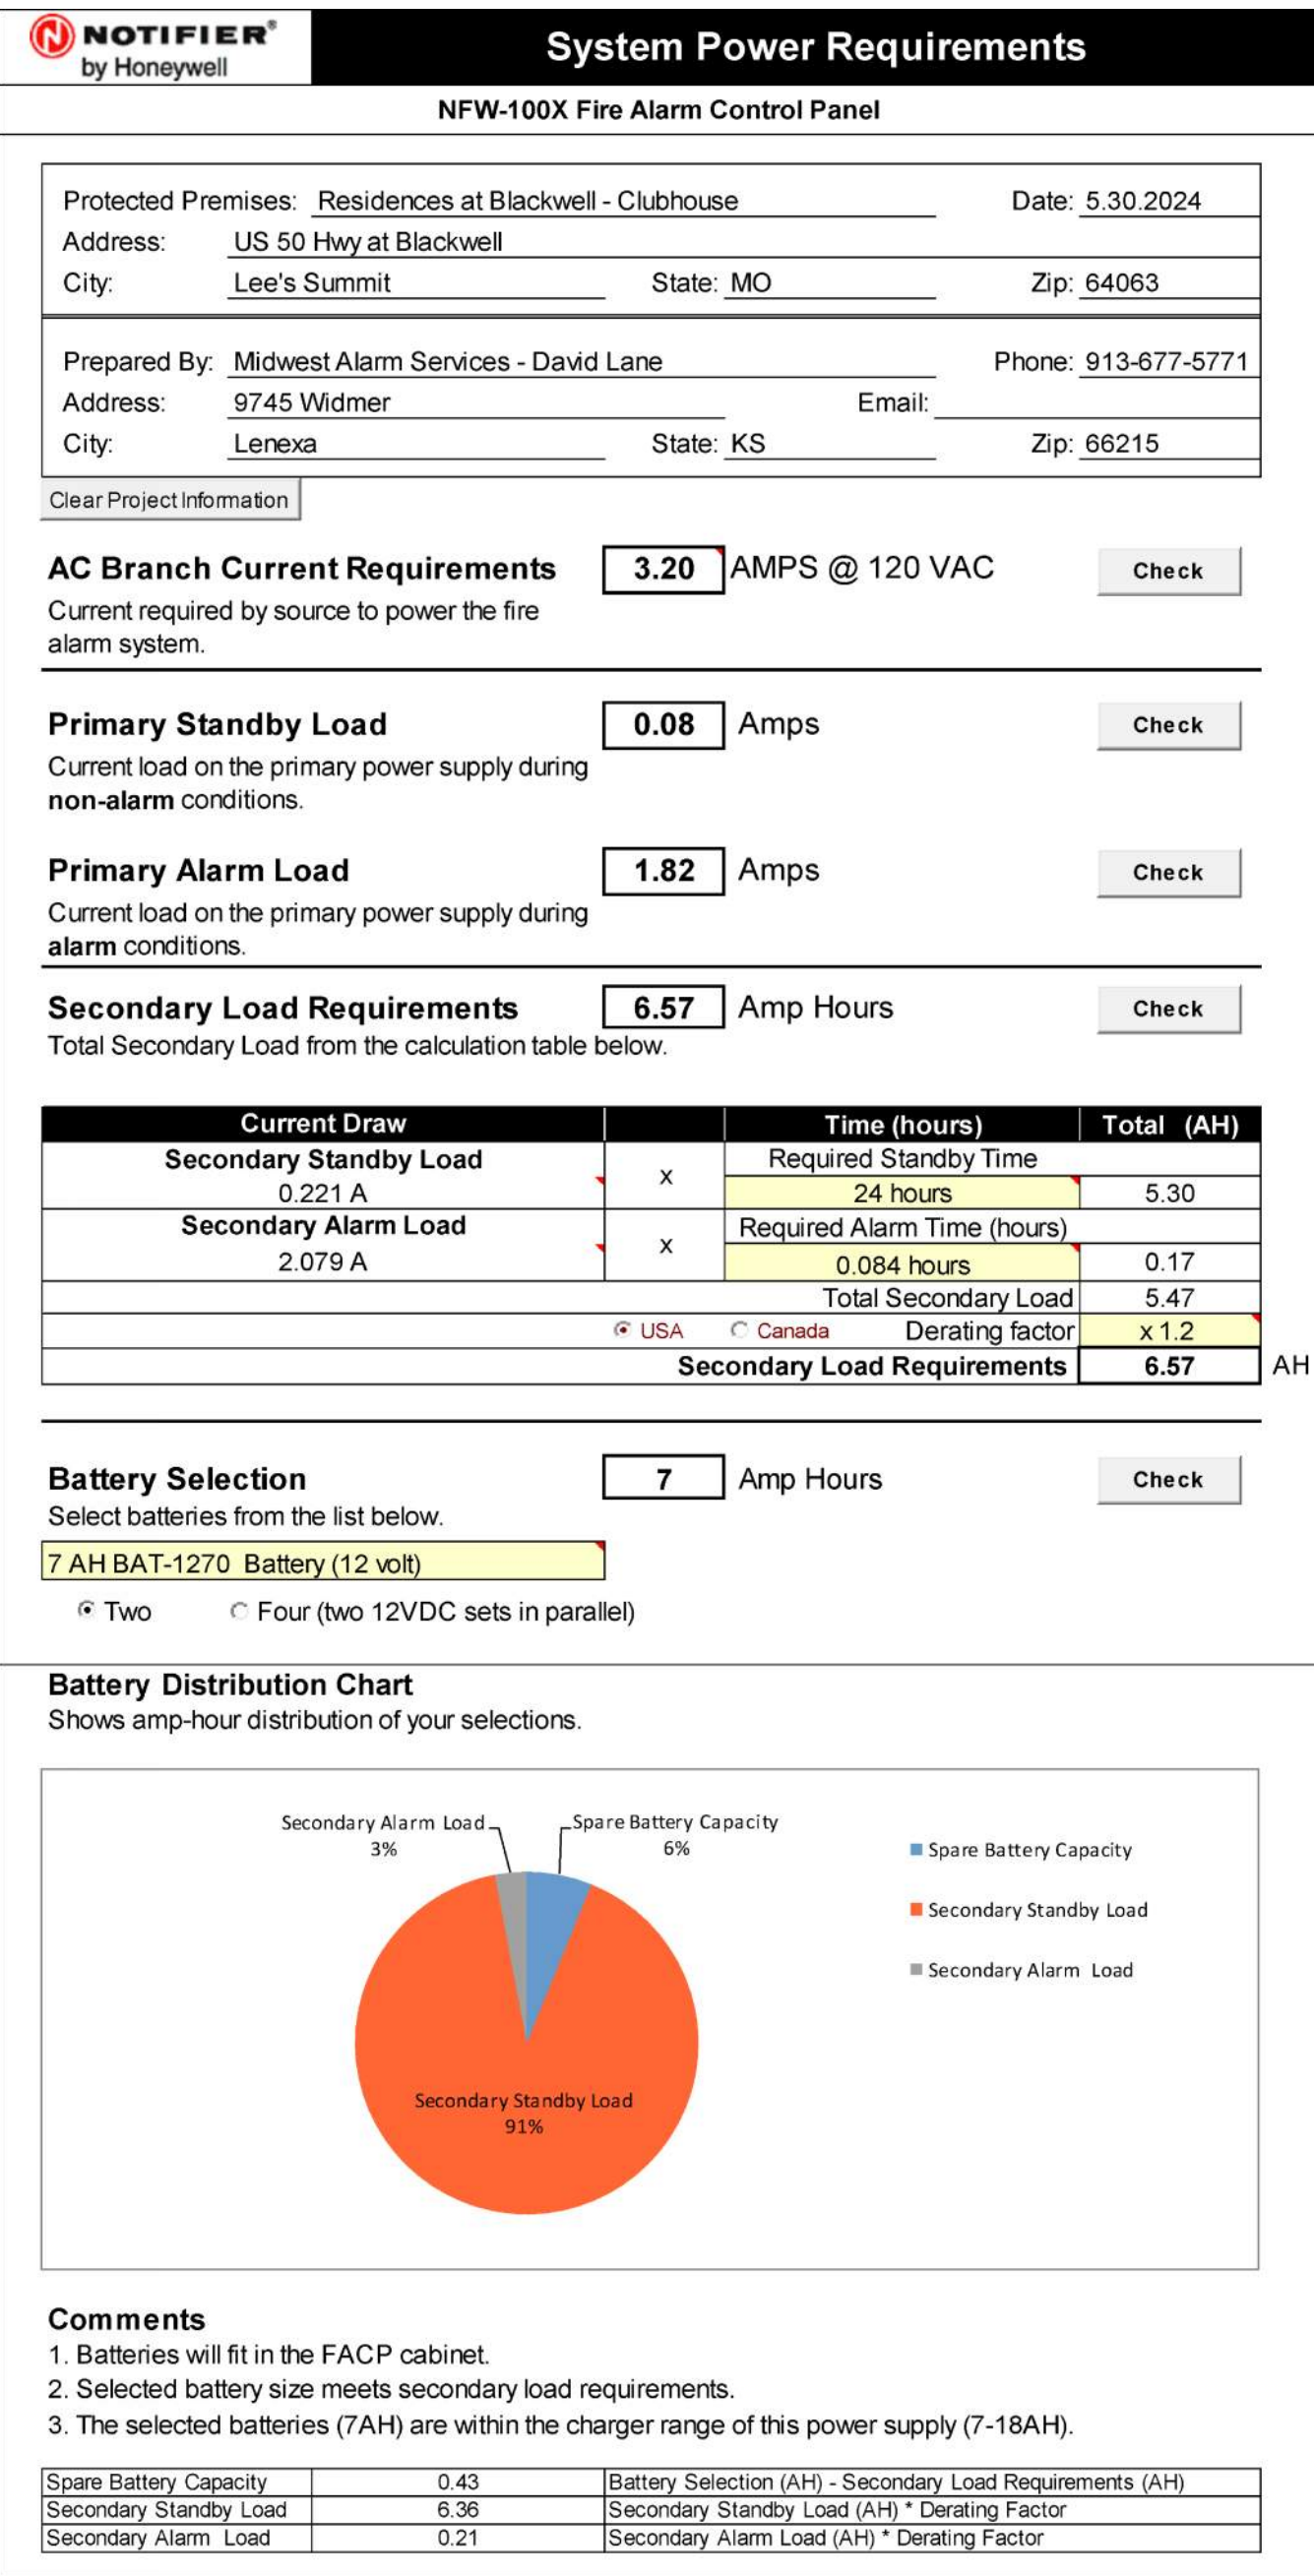 NOTIFIER®
by Honeywell
System Power Requirements
NFW-100X Fire Alarm Control Panel
Protected Premises: Residences at Blackwell - Clubhouse Date: 5.30.2024
Address: US 50 Hwy at Blackwell
City: Lee's Summit State: MO Zip: 64063
Prepared By: Midwest Alarm Services - David Lane Phone: 913-677-5771
Address: 9745 Widmer Email:
City: Lenexa State: KS Zip: 66215
Clear Project Information
AC Branch Current Requirements 3.20 AMPS @ 120 VAC Check
Current required by source to power the fire
alarm system.
Primary Standby Load 0.08 Amps Check
Current load on the primary power supply during
non-alarm conditions.
Primary Alarm Load 1.82 Amps Check
Current load on the primary power supply during
alarm conditions.
Secondary Load Requirements 6.57 Amp Hours Check
Total Secondary Load from the calculation table below.
Current Draw Time (hours) Total (AH)
Secondary Standby Load x Required Standby Time
0.221 A 24 hours 5.30
Secondary Alarm Load x Required Alarm Time (hours)
2.079 A 0.084 hours 0.17
Total Secondary Load 5.47
USA Canada Derating factor x 1.2
Secondary Load Requirements 6.57 AH
Battery Selection 7 Amp Hours Check
Select batteries from the list below.
7 AH BAT-1270 Battery (12 volt)
Two Four (two 12VDC sets in parallel)
Battery Distribution Chart
Shows amp-hour distribution of your selections.
Secondary Alarm Load
3%
Spare Battery Capacity
6%
Spare Battery Capacity
Secondary Standby Load
Secondary Alarm Load
Secondary Standby Load
91%
Comments
1. Batteries will fit in the FACP cabinet.
2. Selected battery size meets secondary load requirements.
3. The selected batteries (7AH) are within the charger range of this power supply (7-18AH).
Spare Battery Capacity 0.43 Battery Selection (AH) - Secondary Load Requirements (AH)
Secondary Standby Load 6.36 Secondary Standby Load (AH) * Derating Factor
Secondary Alarm Load 0.21 Secondary Alarm Load (AH) * Derating Factor